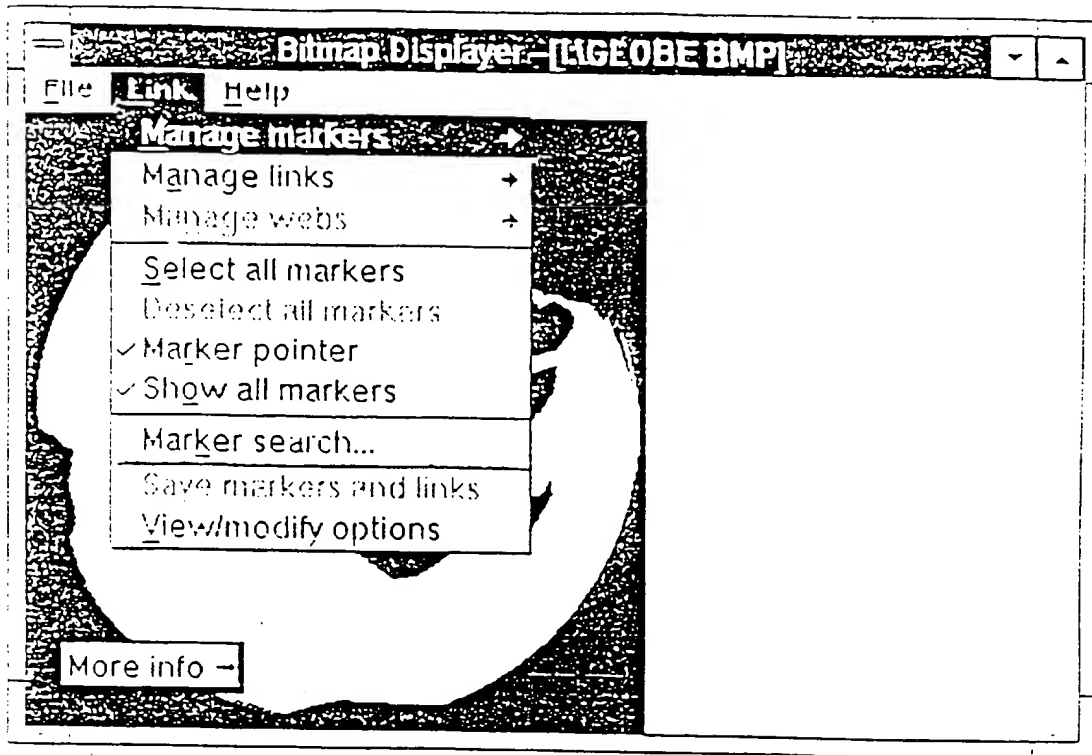 Bitmap Displayer - [L\GEOBE BMP]
File Link Help
Manage markers
Manage links
Manage webs
Select all markers
Deselect all markers
✓ Marker pointer
✓ Show all markers
Marker search...
Save markers and links
View/modify options
More info →